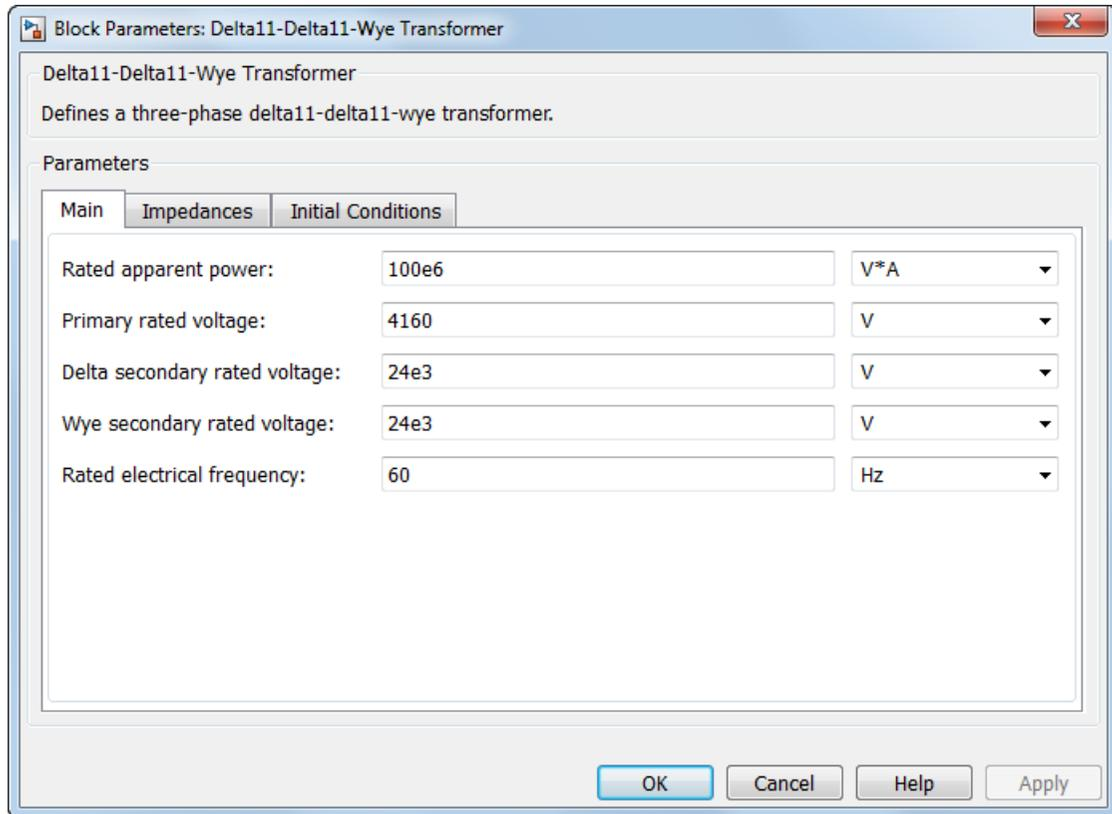 Block Parameters: Delta11-Delta11-Wye Transformer
Delta11-Delta11-Wye Transformer
Defines a three-phase delta11-delta11-wye transformer.
Parameters
Main Impedances Initial Conditions
Rated apparent power: 100e6 V*A
Primary rated voltage: 4160 V
Delta secondary rated voltage: 24e3 V
Wye secondary rated voltage: 24e3 V
Rated electrical frequency: 60 Hz
OK Cancel Help Apply